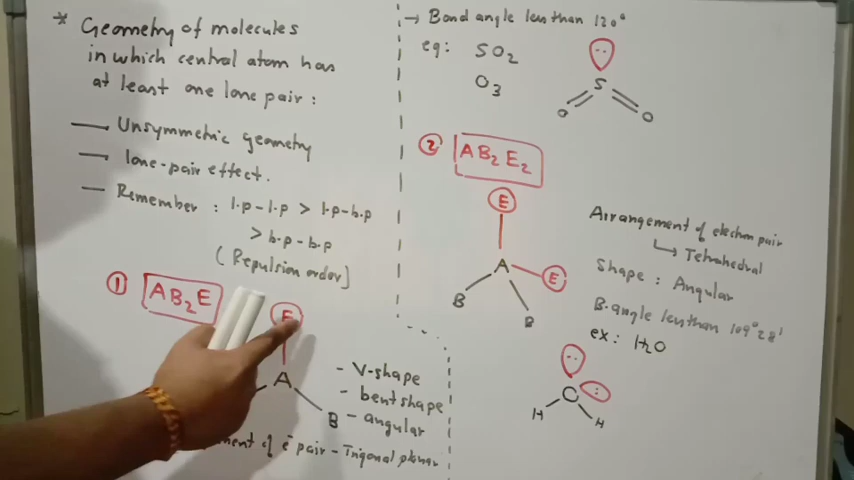 * Geometry of molecules
in which central atom has
at least one lone pair :
— Unsymmetric geometry
— lone-pair effect.
— Remember : l.p-l.p > l.p-b.p
> b.p-b.p
(Repulsion order]
① AB₂E
E
A
B
- V-shape
- bent shape
- angular
of e⁻ pair - Trigonal planar
→ Bond angle less than 120°
eg: SO₂
O₃
S
O O
② AB₂E₂
E
A E
B B
Arrangement of electron pair
↳ Tetrahedral
Shape : Angular
B-angle less than 109°28'
ex: H₂O
H H